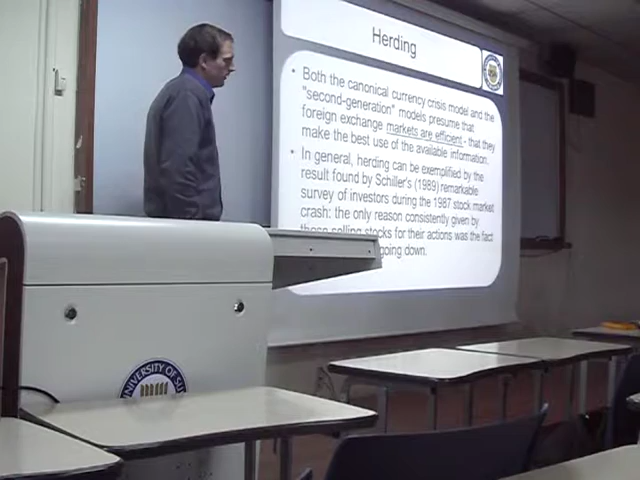 Herding
• Both the canonical currency crisis model and the
"second-generation" models presume that
foreign exchange markets are efficient - that they
make the best use of the available information.
• In general, herding can be exemplified by the
result found by Schiller's (1989) remarkable
survey of investors during the 1987 stock market
crash: the only reason consistently given by
those selling stocks for their actions was the fact
going down.
UNIVERSITY OF SU